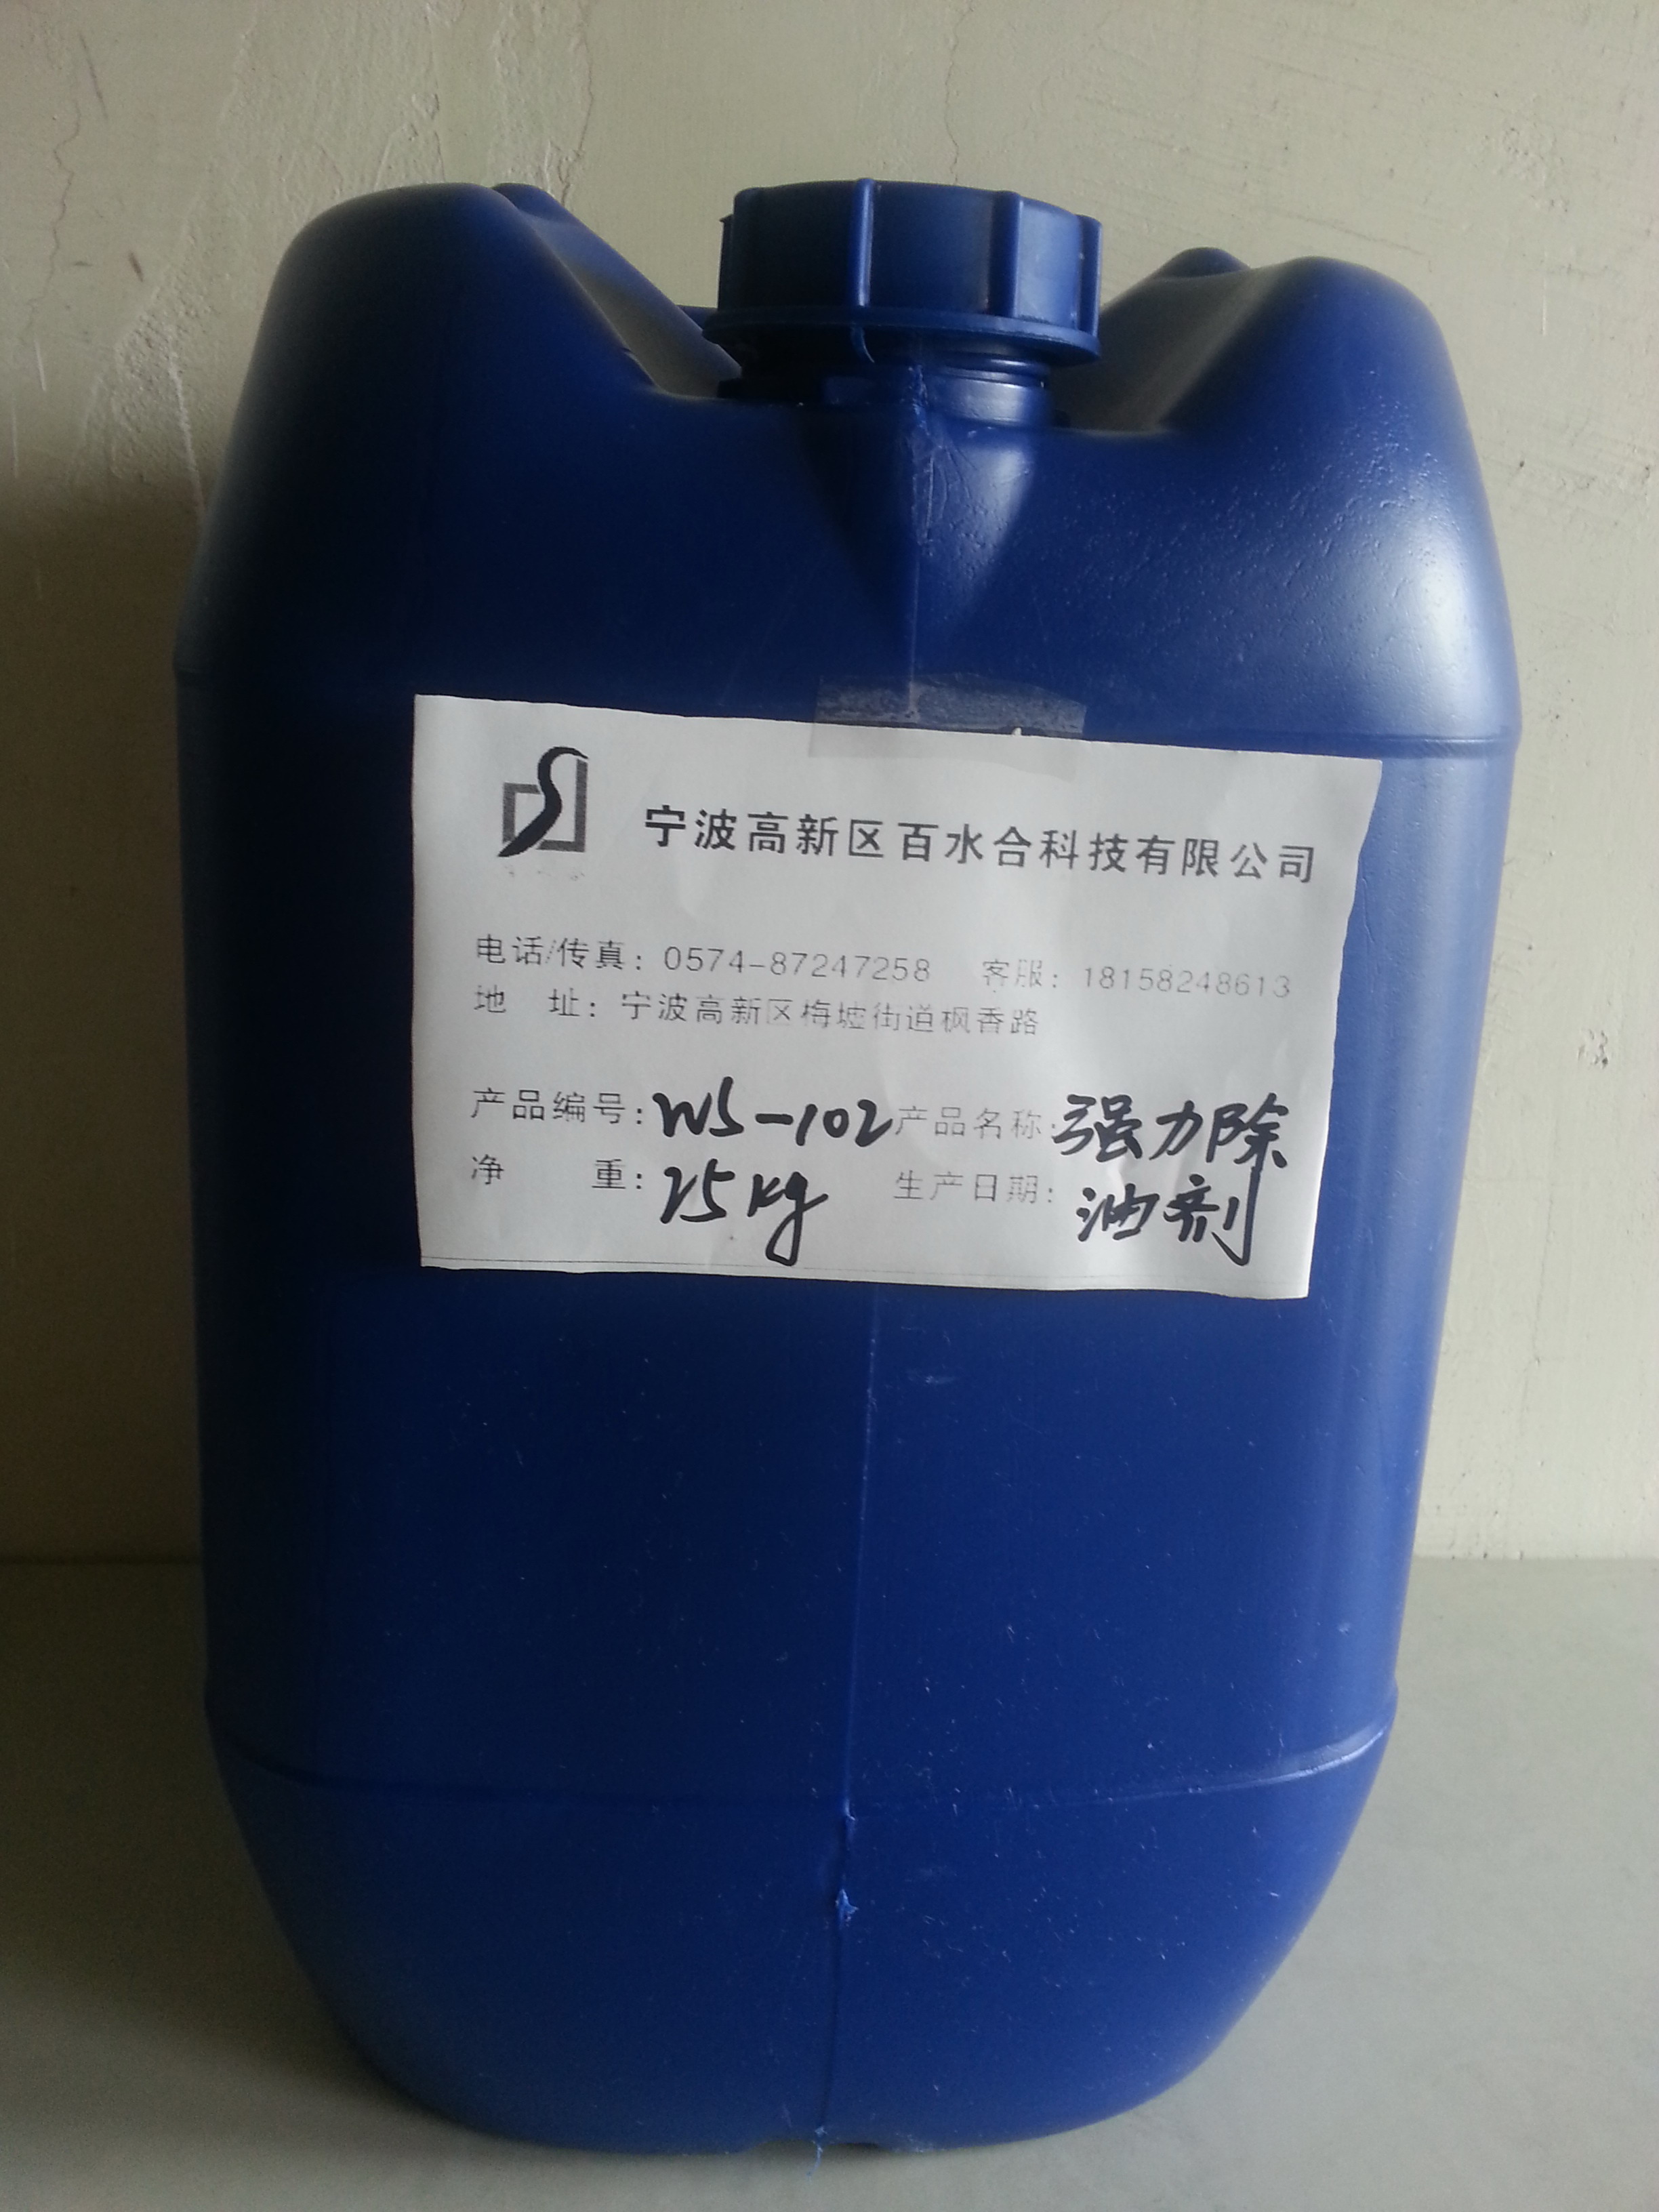 宁波高新区百水合科技有限公司
电话/传真：0574-87247258 客服：18158248613
地 址：宁波高新区梅墟街道枫香路
产品编号：WS-102 产品名称：强力除油剂
净 重：25kg 生产日期：